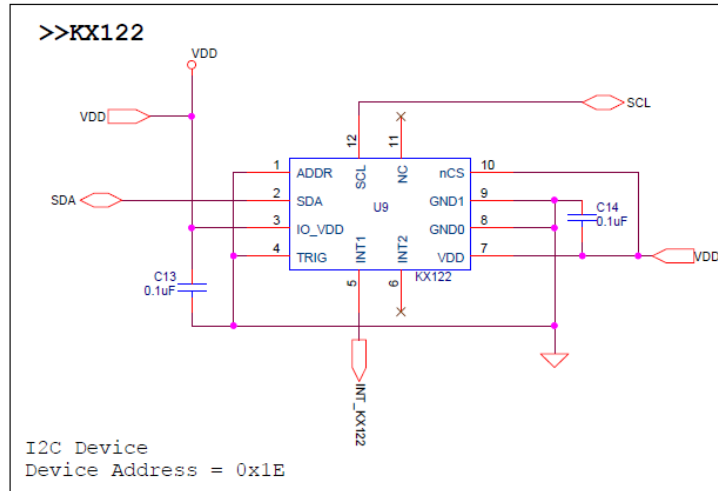 >>KX122
VDD
VDD
SCL
12
11
1
ADDR
SCL
NC
nCS
10
SDA
2
SDA
U9
GND1
9
C14
0.1uF
3
IO_VDD
GND0
8
4
TRIG
INT1
INT2
VDD
7
VDD
KX122
C13
0.1uF
5
6
INT_KX122
I2C Device
Device Address = 0x1E